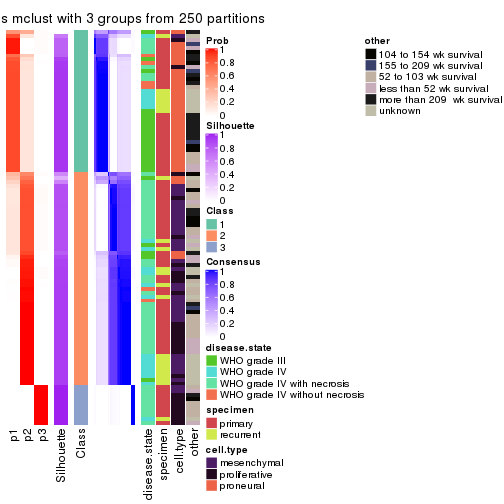 s mclust with 3 groups from 250 partitions
Prob
1
0.8
0.6
0.4
0.2
0
Silhouette
1
0.8
0.6
0.4
0.2
0
Class
1
2
3
Consensus
1
0.8
0.6
0.4
0.2
0
disease.state
WHO grade III
WHO grade IV
WHO grade IV with necrosis
WHO grade IV without necrosis
specimen
primary
recurrent
cell.type
mesenchymal
proliferative
proneural
other
104 to 154 wk survival
155 to 209 wk survival
52 to 103 wk survival
less than 52 wk survival
more than 209  wk survival
unknown
p1
p2
p3
Silhouette
Class
disease.state
specimen
cell.type
other